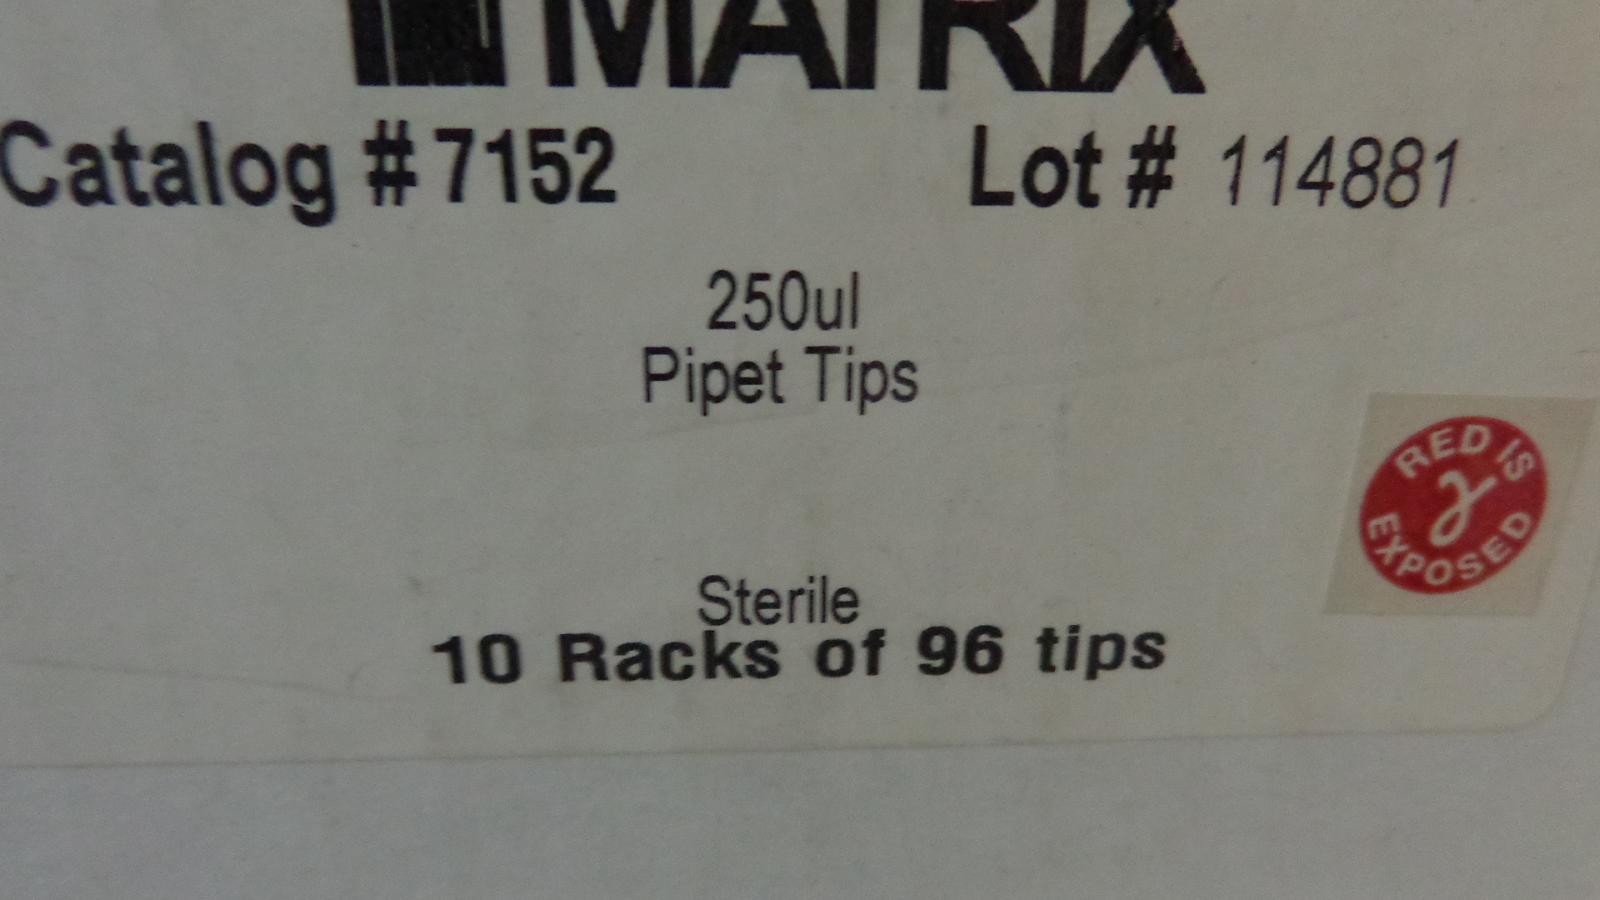 MATRIX
Catalog # 7152
Lot # 114881
250ul
Pipet Tips
RED IS
γ
EXPOSED
Sterile
10 Racks of 96 tips